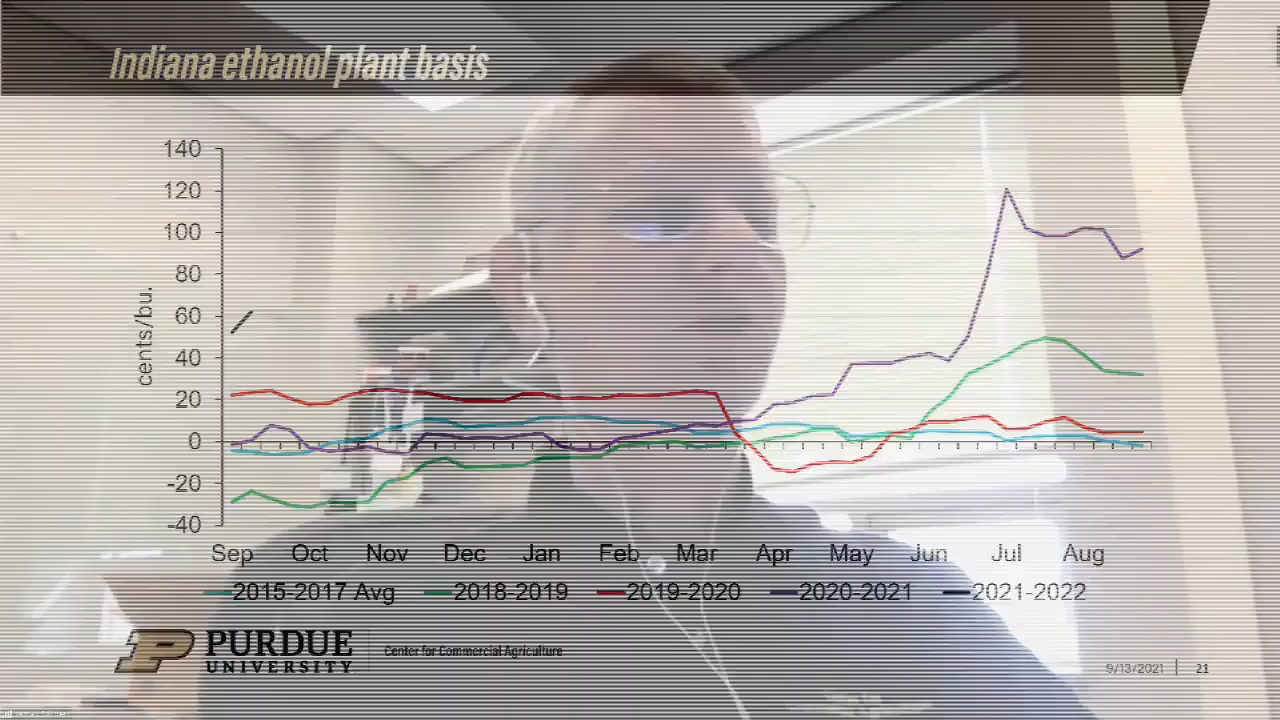 Indiana ethanol plant basis
140
120
100
80
60
40
20
0
-20
-40
cents/bu.
Sep Oct Nov Dec Jan Feb Mar Apr May Jun Jul Aug
2015-2017 Avg 2018-2019 2019-2020 2020-2021 2021-2022
P PURDUE
UNIVERSITY
Center for Commercial Agriculture
9/13/2021 21